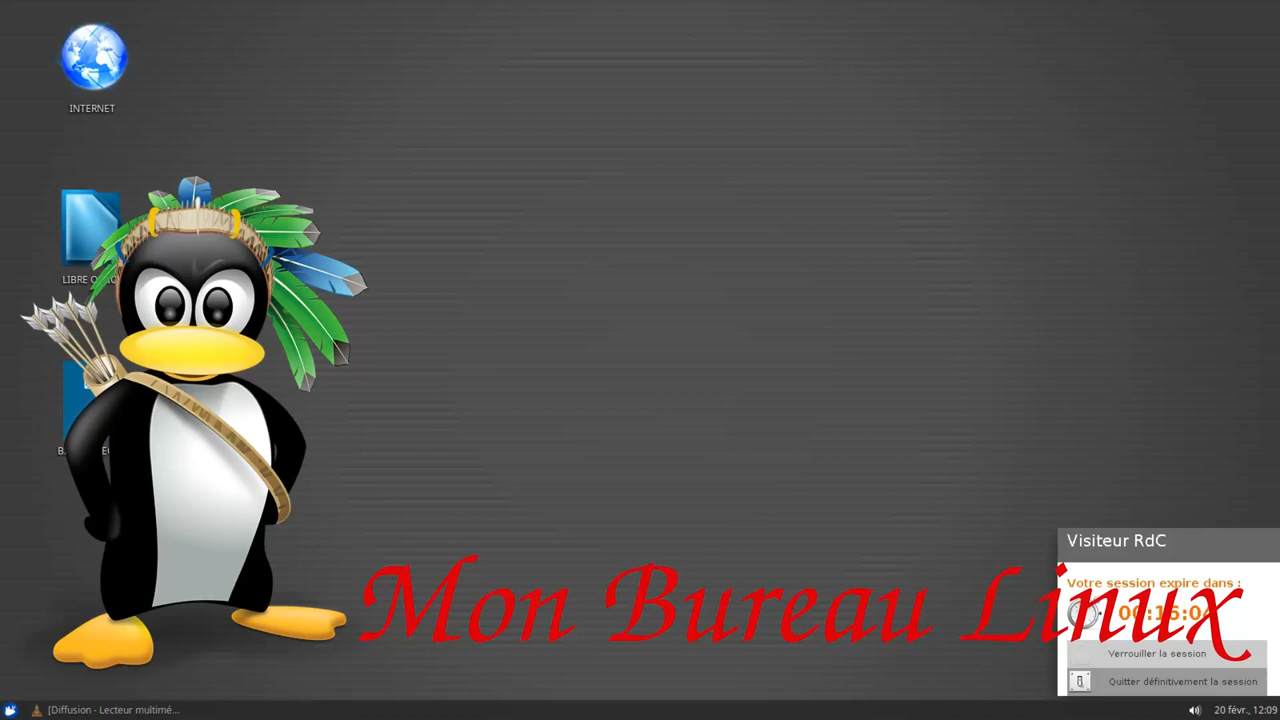 INTERNET
LIBRE
Mon Bureau Linux
Visiteur RdC
Votre session expire dans :
Verrouiller la session
Quitter définitivement la session
[Diffusion - Lecteur multimé...
20 févr., 12:09